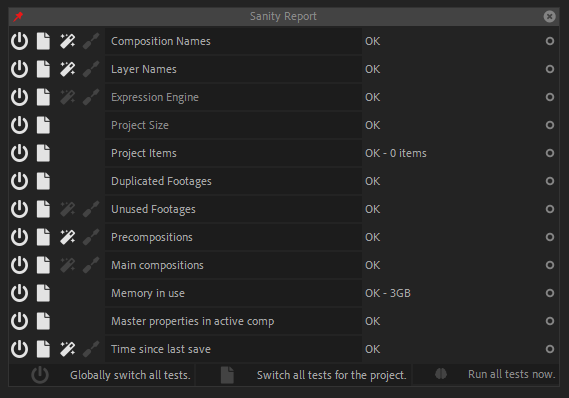 Sanity Report
Composition Names OK
Layer Names OK
Expression Engine OK
Project Size OK
Project Items OK - 0 items
Duplicated Footages OK
Unused Footages OK
Precompositions OK
Main compositions OK
Memory in use OK - 3GB
Master properties in active comp OK
Time since last save OK
Globally switch all tests. Switch all tests for the project. Run all tests now.